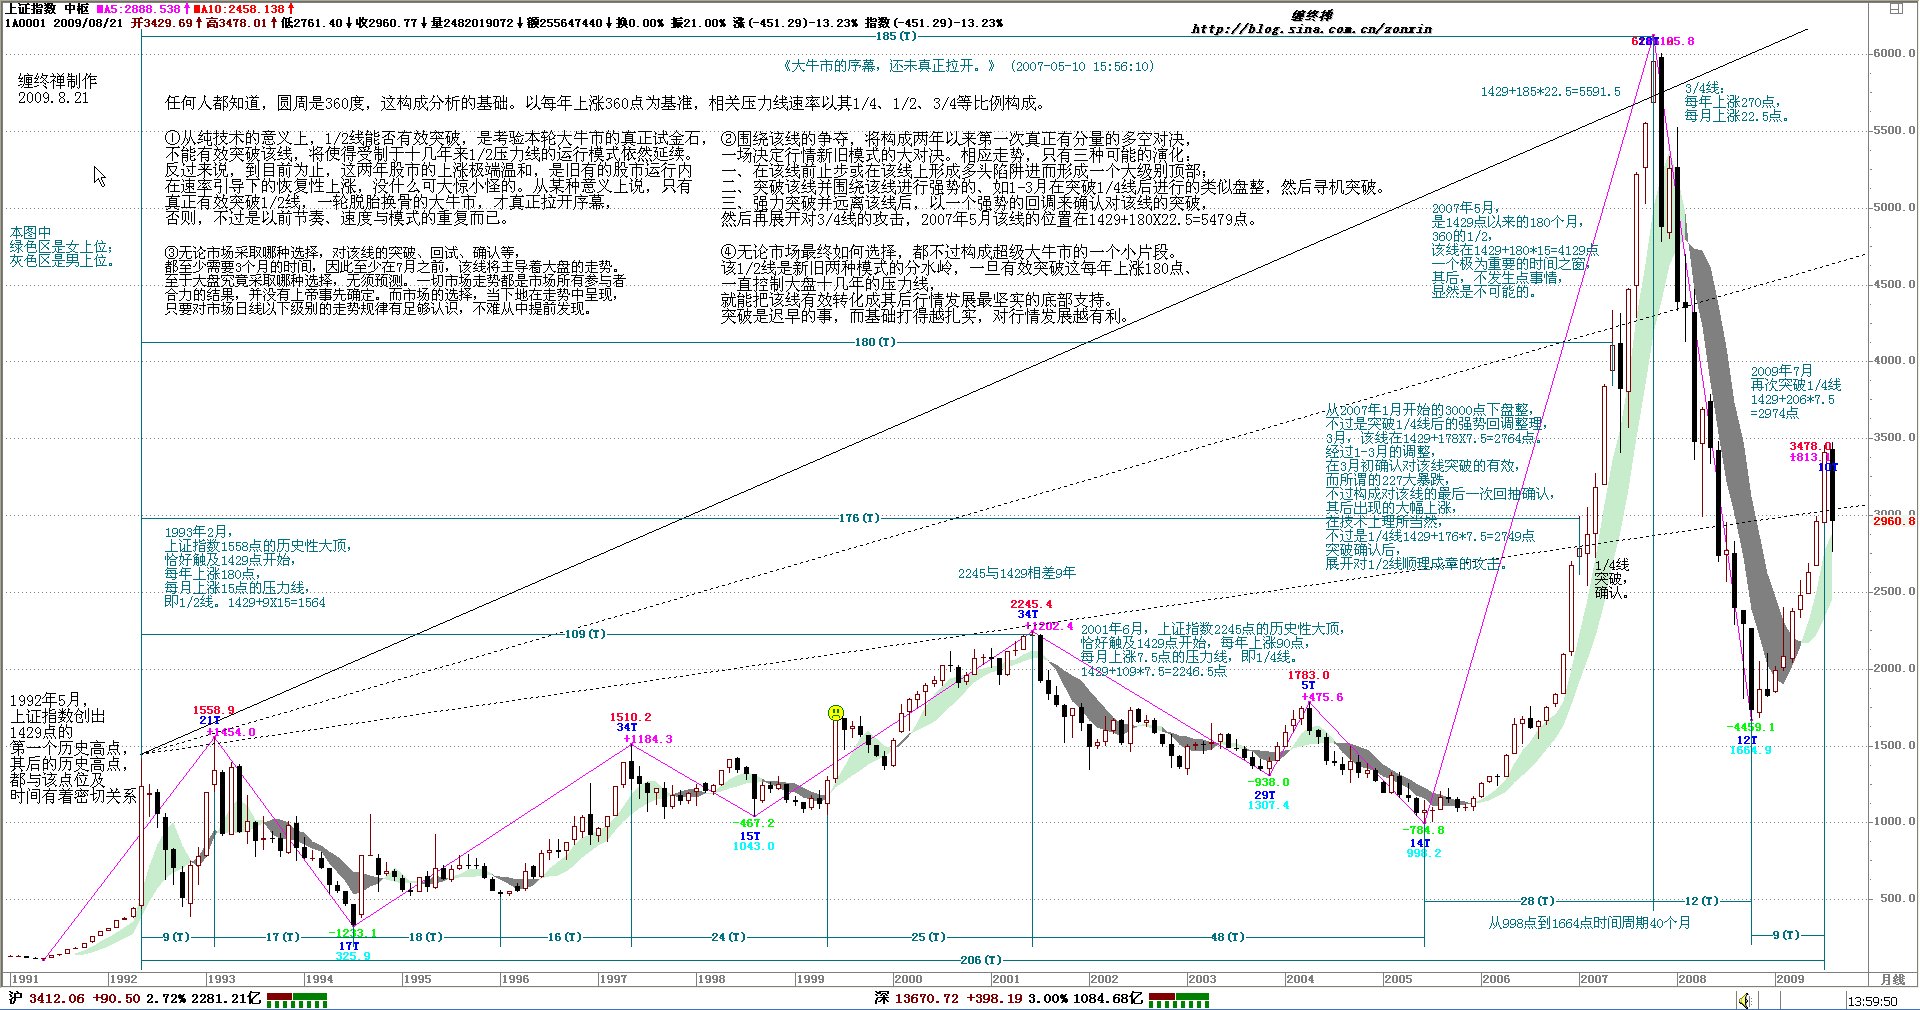 上证指数 中枢 MA5:2888.538↑MA10:2458.138↑
1A0001 2009/08/21 开3429.69↑高3478.01↑低2761.40↓收2960.77↓量2482019072↓额255647440↓换0.00% 振21.00% 涨(-451.29)-13.23% 指数(-451.29)-13.23%
缠终禅
http://blog.sina.com.cn/zonxin
185(T)
《大牛市的序幕，还未真正拉开。》 (2007-05-10 15:56:10)
缠终禅制作
2009.8.21
任何人都知道，圆周是360度，这构成分析的基础。以每年上涨360点为基准，相关压力线速率以其1/4、1/2、3/4等比例构成。
①从纯技术的意义上，1/2线能否有效突破，是考验本轮大牛市的真正试金石，
不能有效突破该线，将使得受制于十几年来1/2压力线的运行模式依然延续。
反过来说，到目前为止，这两年股市的上涨极端温和，是旧有的股市运行内
在速率引导下的恢复性上涨，没什么可大惊小怪的。从某种意义上说，只有
真正有效突破1/2线，一轮脱胎换骨的大牛市，才真正拉开序幕，
否则，不过是以前节奏、速度与模式的重复而已。
②围绕该线的争夺，将构成两年以来第一次真正有分量的多空对决，
一场决定行情新旧模式的大对决。相应走势，只有三种可能的演化：
一、在该线前止步或在该线上形成多头陷阱进而形成一个大级别顶部；
二、突破该线并围绕该线进行强势的、如1-3月在突破1/4线后进行的类似盘整，然后寻机突破。
三、强力突破并远离该线后，以一个强势的回调来确认对该线的突破，
然后再展开对3/4线的攻击，2007年5月该线的位置在1429+180X22.5=5479点。
③无论市场采取哪种选择，对该线的突破、回试、确认等，
都至少需要3个月的时间，因此至少在7月之前，该线将主导着大盘的走势。
至于大盘究竟采取哪种选择，无须预测。一切市场走势都是市场所有参与者
合力的结果，并没有上帝事先确定。而市场的选择，当下地在走势中呈现，
只要对市场日线以下级别的走势规律有足够认识，不难从中提前发现。
④无论市场最终如何选择，都不过构成超级大牛市的一个小片段。
该1/2线是新旧两种模式的分水岭，一旦有效突破这每年上涨180点、
一直控制大盘十几年的压力线，
就能把该线有效转化成其后行情发展最坚实的底部支持。
突破是迟早的事，而基础打得越扎实，对行情发展越有利。
本图中
绿色区是女上位；
灰色区是男上位。
1429+185*22.5=5591.5
3/4线：
每年上涨270点，
每月上涨22.5点。
2007年5月，
是1429点以来的180个月，
360的1/2，
该线在1429+180*15=4129点
一个极为重要的时间之窗，
其后，不发生点事情，
显然是不可能的。
180(T)
2009年7月
再次突破1/4线
1429+206*7.5
=2974点
从2007年1月开始的3000点下盘整，
不过是突破1/4线后的强势回调整理，
3月，该线在1429+178X7.5=2764点。
经过1-3月的调整，
在3月初确认对该线突破的有效，
而所谓的227大暴跌，
不过构成对该线的最后一次回抽确认，
其后出现的大幅上涨，
在技术上理所当然，
不过是1/4线1429+176*7.5=2749点
突破确认后，
展开对1/2线顺理成章的攻击。
1/4线
突破，
确认。
3478.0
+813.
10T
2960.8
176(T)
1993年2月，
上证指数1558点的历史性大顶，
恰好触及1429点开始，
每年上涨180点，
每月上涨15点的压力线，
即1/2线。1429+9X15=1564
2245与1429相差9年
109(T)
2245.4
34T
+1202.4
2001年6月，上证指数2245点的历史性大顶，
恰好触及1429点开始，每年上涨90点，
每月上涨7.5点的压力线，即1/4线。
1429+109*7.5=2246.5点
1992年5月，
上证指数创出
1429点的
第一个历史高点，
其后的历史高点，
都与该点位及
时间有着密切关系
1558.9
21T
+1454.0
1510.2
34T
+1184.3
1783.0
5T
+475.6
-938.0
29T
1307.4
-467.2
15T
1043.0
-784.8
14T
998.2
-4459.1
12T
1664.9
-1233.1
17T
325.9
9(T)
17(T)
18(T)
16(T)
24(T)
25(T)
48(T)
28(T)
12(T)
9(T)
从998点到1664点时间周期40个月
206(T)
6000.0
5500.0
5000.0
4500.0
4000.0
3500.0
2500.0
2000.0
1500.0
1000.0
500.0
1991 1992 1993 1994 1995 1996 1997 1998 1999 2000 2001 2002 2003 2004 2005 2006 2007 2008 2009 月线
沪 3412.06 +90.50 2.72% 2281.21亿 深 13670.72 +398.19 3.00% 1084.68亿 13:59:50